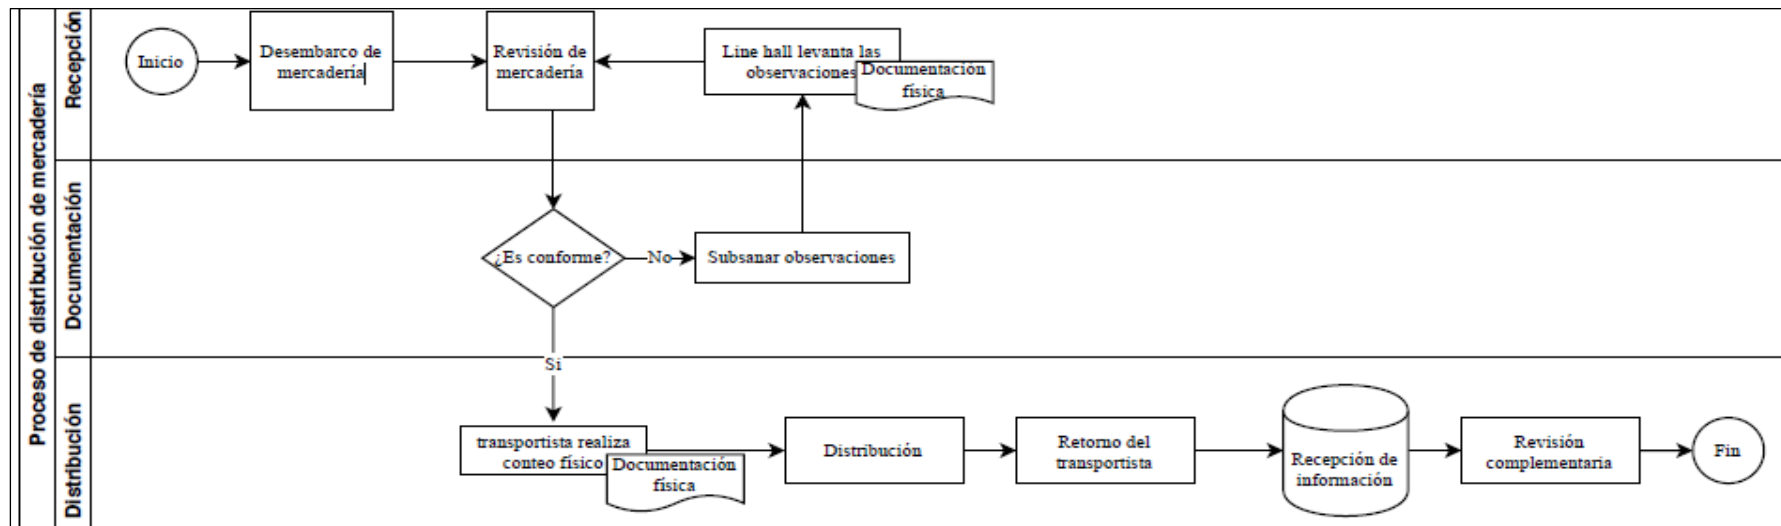 Proceso de distribución de mercadería
Recepción
Inicio
Desembarco de
mercadería
Revisión de
mercadería
Line hall levanta las
observaciones
Documentación
física
Documentación
¿Es conforme?
No
Subsanar observaciones
Si
Distribución
transportista realiza
conteo físico
Documentación
física
Distribución
Retorno del
transportista
Recepción de
información
Revisión
complementaria
Fin